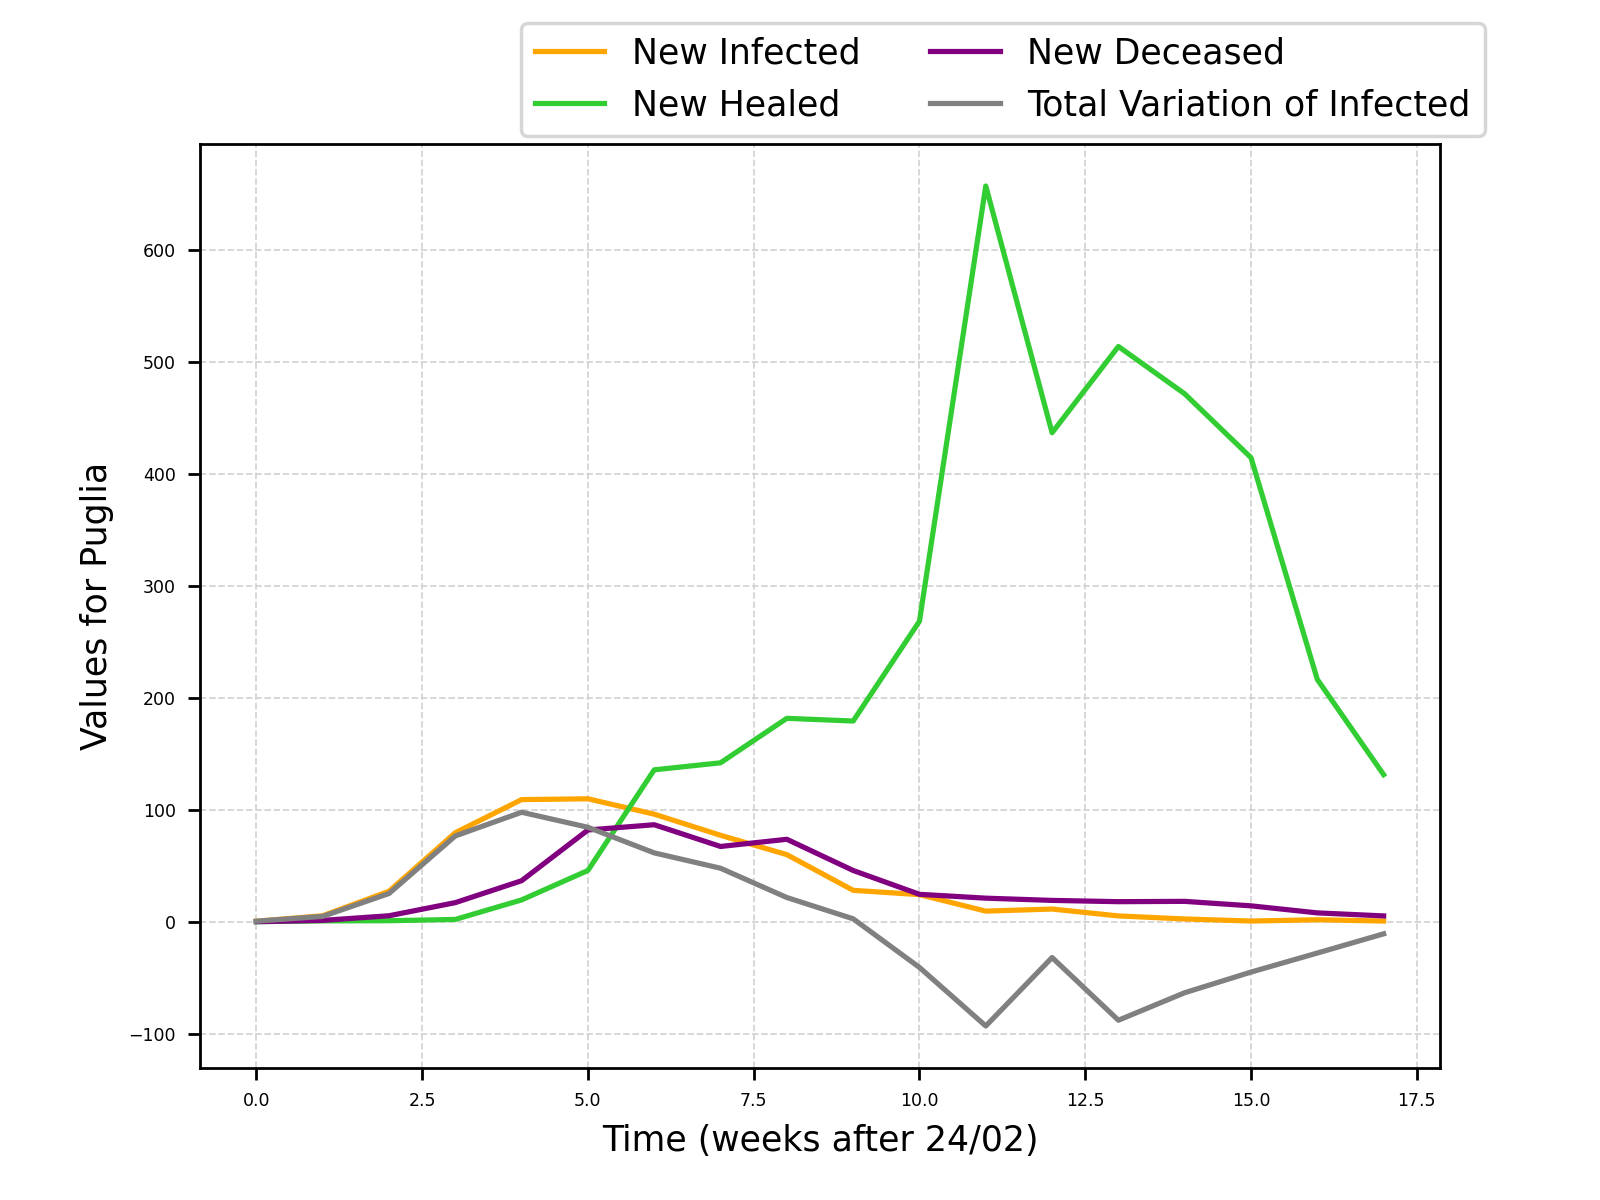 New Infected
New Healed
New Deceased
Total Variation of Infected
Values for Puglia
600
500
400
300
200
100
0
−100
0.0 2.5 5.0 7.5 10.0 12.5 15.0 17.5
Time (weeks after 24/02)